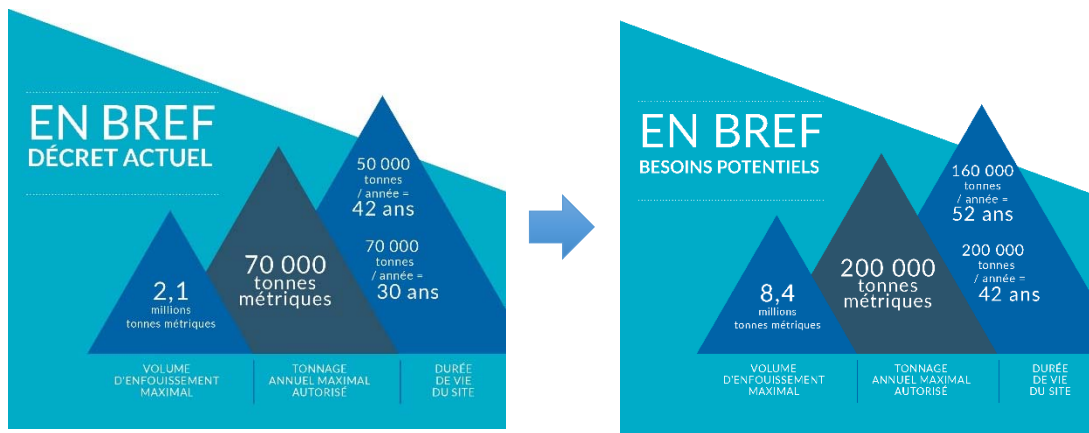 EN BREF
DÉCRET ACTUEL
50 000
tonnes
/ année =
42 ans
70 000
tonnes
/ année =
30 ans
70 000
tonnes
métriques
2,1
millions
tonnes métriques
VOLUME
D'ENFOUISSEMENT
MAXIMAL
TONNAGE
ANNUEL MAXIMAL
AUTORISÉ
DURÉE
DE VIE
DU SITE
EN BREF
BESOINS POTENTIELS
160 000
tonnes
/ année =
52 ans
200 000
tonnes
/ année =
42 ans
200 000
tonnes
métriques
8,4
millions
tonnes métriques
VOLUME
D'ENFOUISSEMENT
MAXIMAL
TONNAGE
ANNUEL MAXIMAL
AUTORISÉ
DURÉE
DE VIE
DU SITE